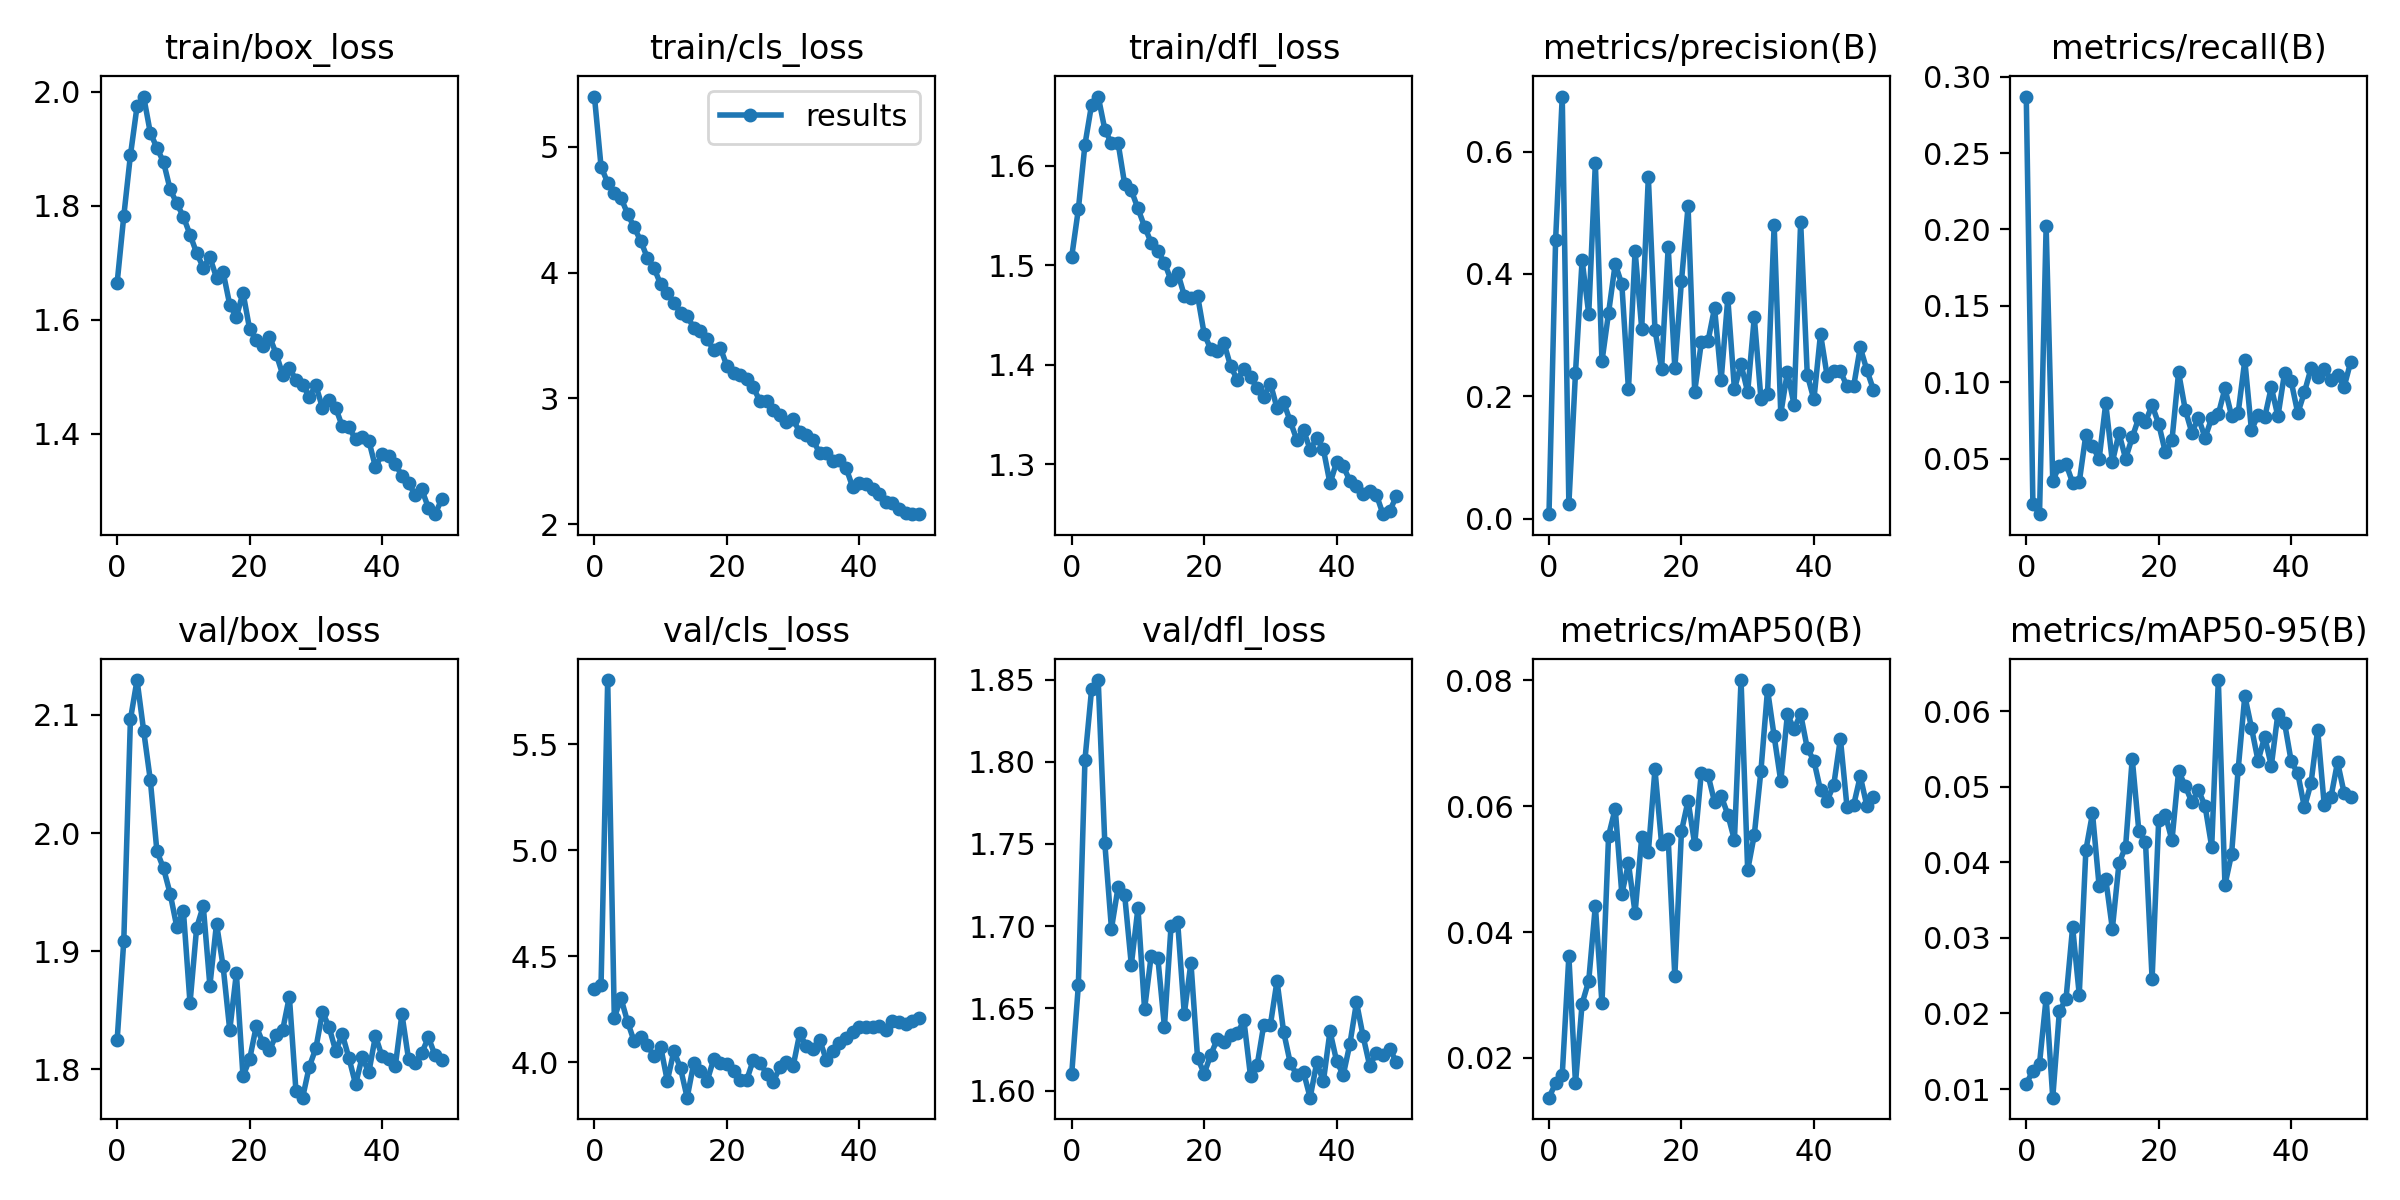 train/box_loss
2.0
1.8
1.6
1.4
0 20 40
train/cls_loss
results
5
4
3
2
0 20 40
train/dfl_loss
1.6
1.5
1.4
1.3
0 20 40
metrics/precision(B)
0.6
0.4
0.2
0.0
0 20 40
metrics/recall(B)
0.30
0.25
0.20
0.15
0.10
0.05
0 20 40
val/box_loss
2.1
2.0
1.9
1.8
0 20 40
val/cls_loss
5.5
5.0
4.5
4.0
0 20 40
val/dfl_loss
1.85
1.80
1.75
1.70
1.65
1.60
0 20 40
metrics/mAP50(B)
0.08
0.06
0.04
0.02
0 20 40
metrics/mAP50-95(B)
0.06
0.05
0.04
0.03
0.02
0.01
0 20 40